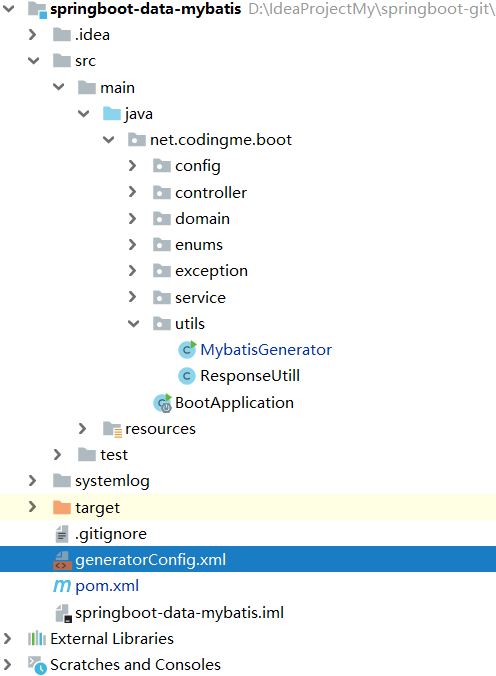 springboot-data-mybatis D:\IdeaProjectMy\springboot-git\
.idea
src
main
java
net.codingme.boot
config
controller
domain
enums
exception
service
utils
MybatisGenerator
ResponseUtill
BootApplication
resources
test
systemlog
target
.gitignore
generatorConfig.xml
pom.xml
springboot-data-mybatis.iml
External Libraries
Scratches and Consoles